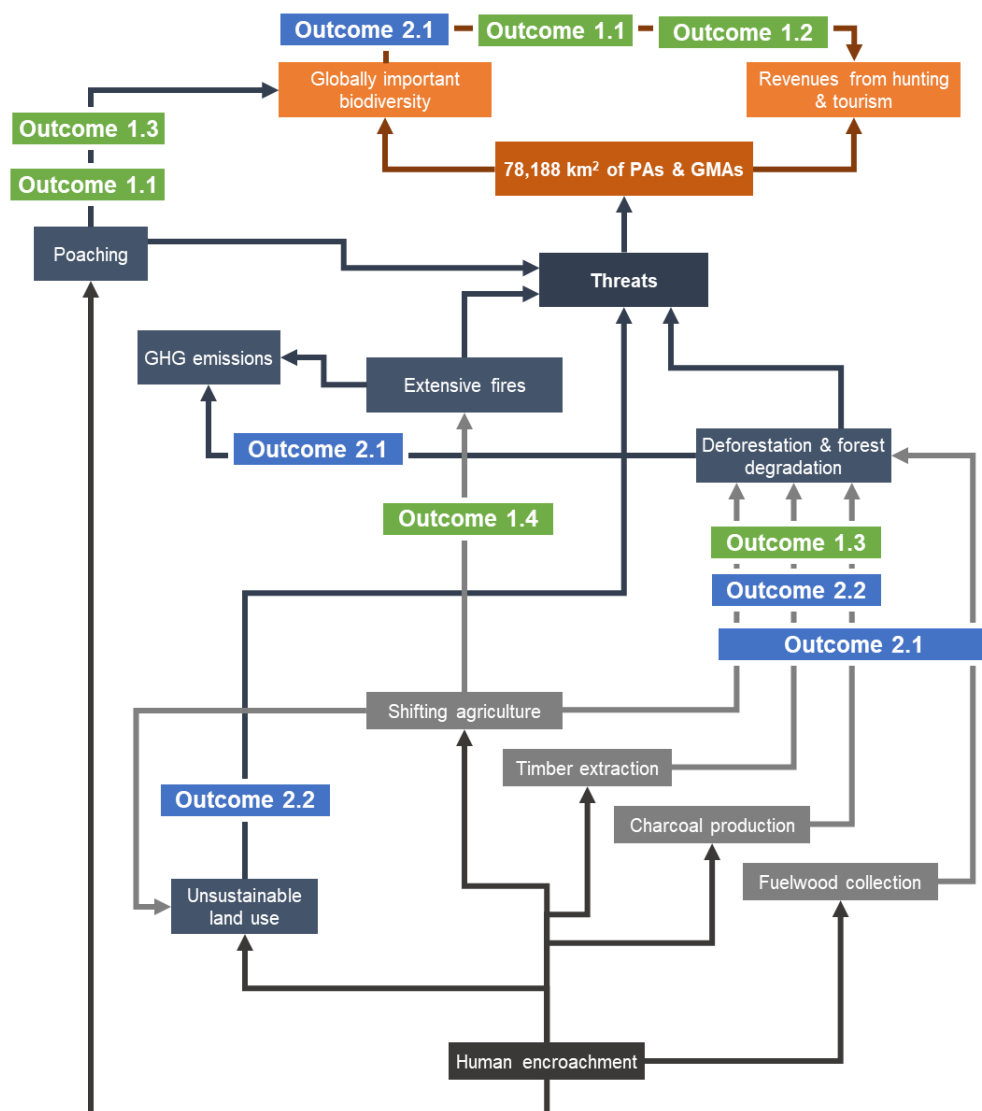 Outcome 2.1
Outcome 1.1
Outcome 1.2
Globally important
biodiversity
Revenues from hunting
& tourism
Outcome 1.3
78,188 km² of PAs & GMAs
Outcome 1.1
Poaching
Threats
GHG emissions
Extensive fires
Outcome 2.1
Deforestation & forest
degradation
Outcome 1.4
Outcome 1.3
Outcome 2.2
Outcome 2.1
Shifting agriculture
Timber extraction
Outcome 2.2
Charcoal production
Fuelwood collection
Unsustainable
land use
Human encroachment